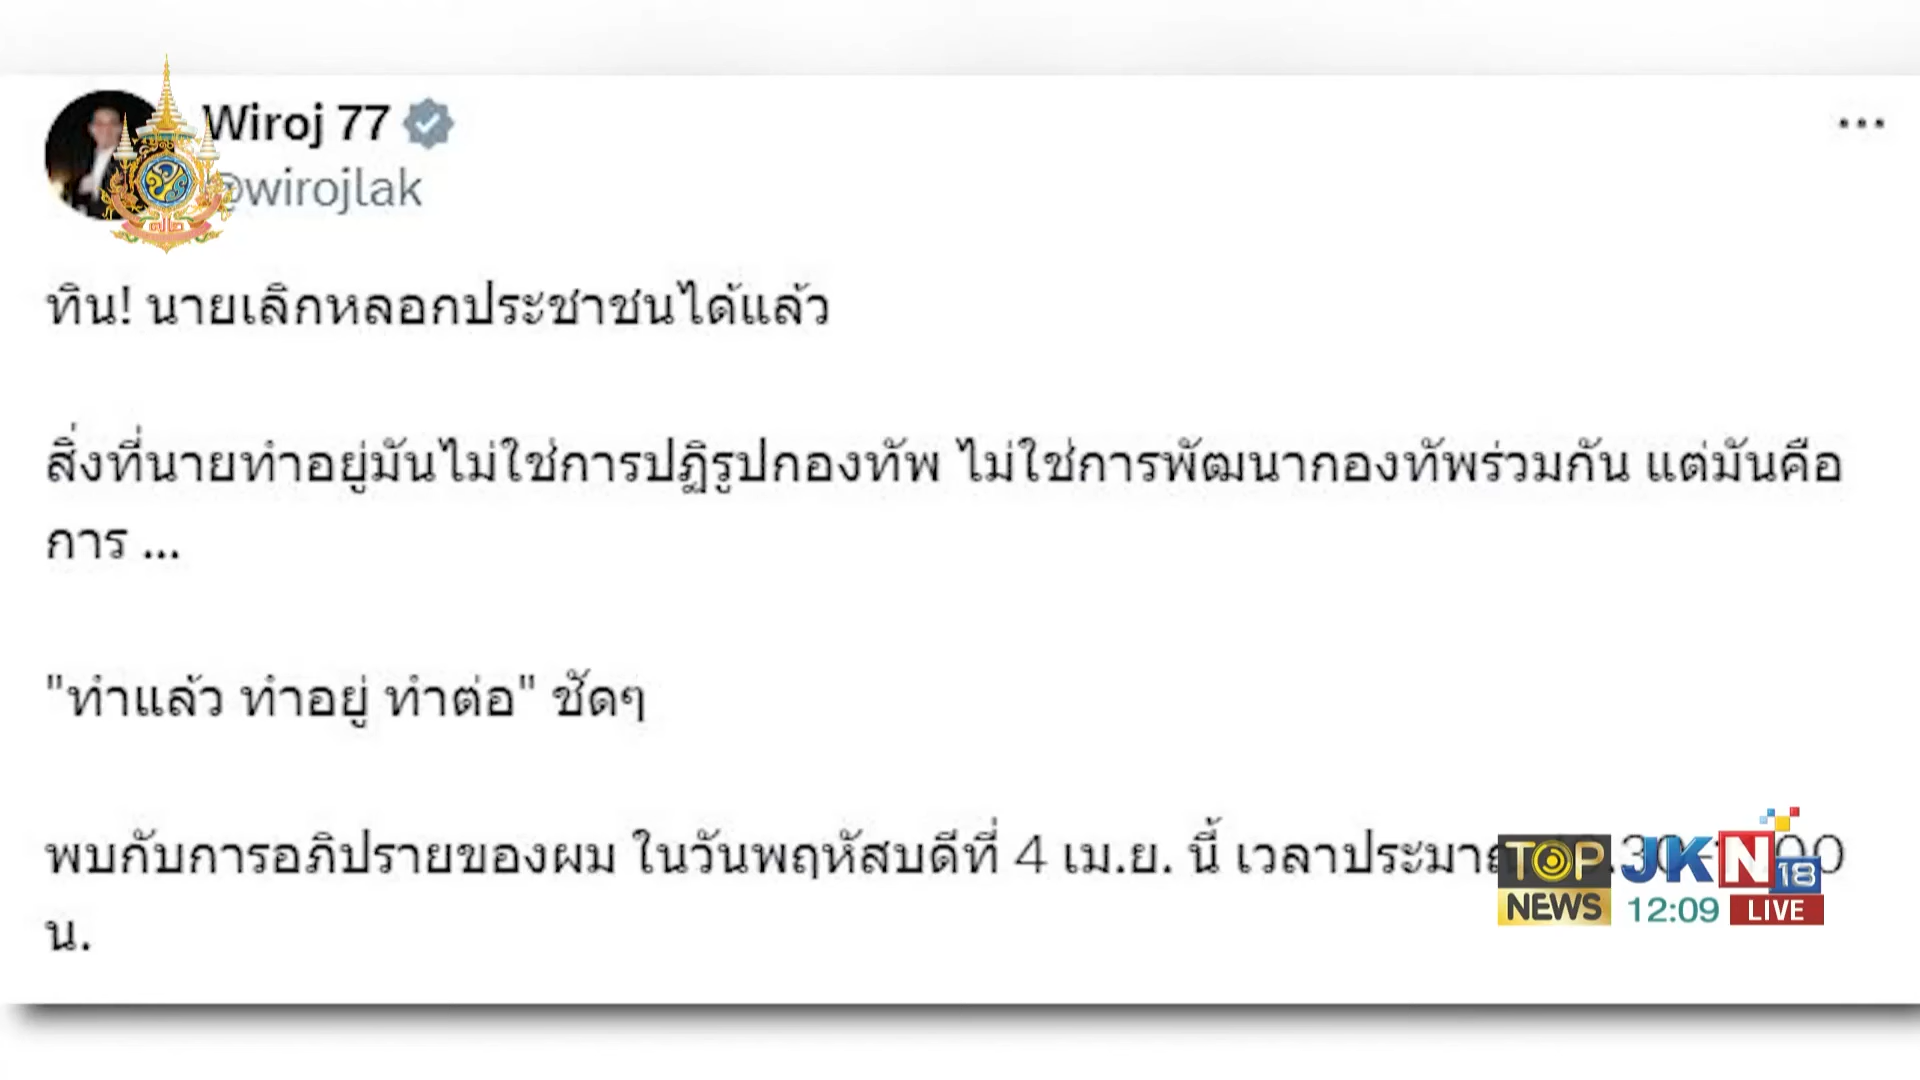 Wiroj 77
@wirojlak
ทิน! นายเลิกหลอกประชาชนได้แล้ว
สิ่งที่นายทำอยู่มันไม่ใช่การปฏิรูปกองทัพ ไม่ใช่การพัฒนากองทัพร่วมกัน แต่มันคือ
การ ...
"ทำแล้ว ทำอยู่ ทำต่อ" ชัดๆ
พบกับการอภิปรายของผม ในวันพฤหัสบดีที่ 4 เม.ย. นี้ เวลาประมาณ
น.
TOP NEWS
JKN 18
12:09 LIVE